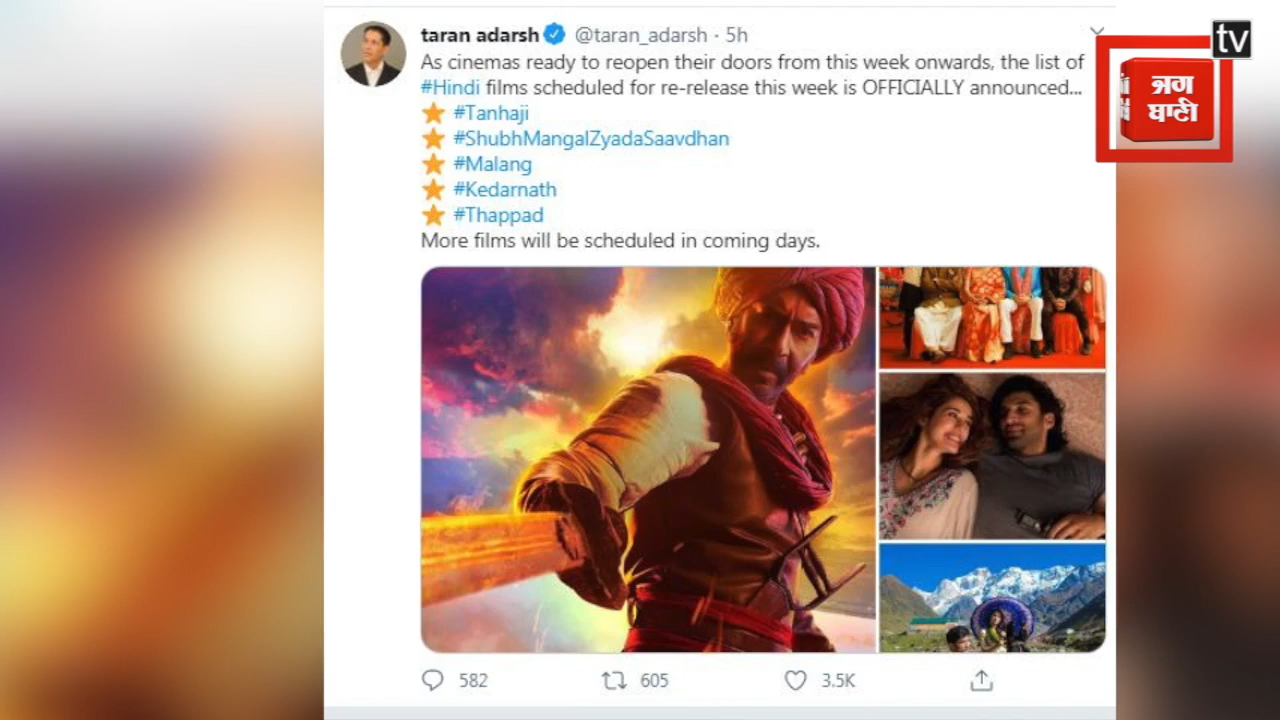 taran adarsh @taran_adarsh · 5h
As cinemas ready to reopen their doors from this week onwards, the list of
#Hindi films scheduled for re-release this week is OFFICIALLY announced...
#Tanhaji
#ShubhMangalZyadaSaavdhan
#Malang
#Kedarnath
#Thappad
More films will be scheduled in coming days.
582 605 3.5K
tv
ਜਗ
ਬਾਣੀ